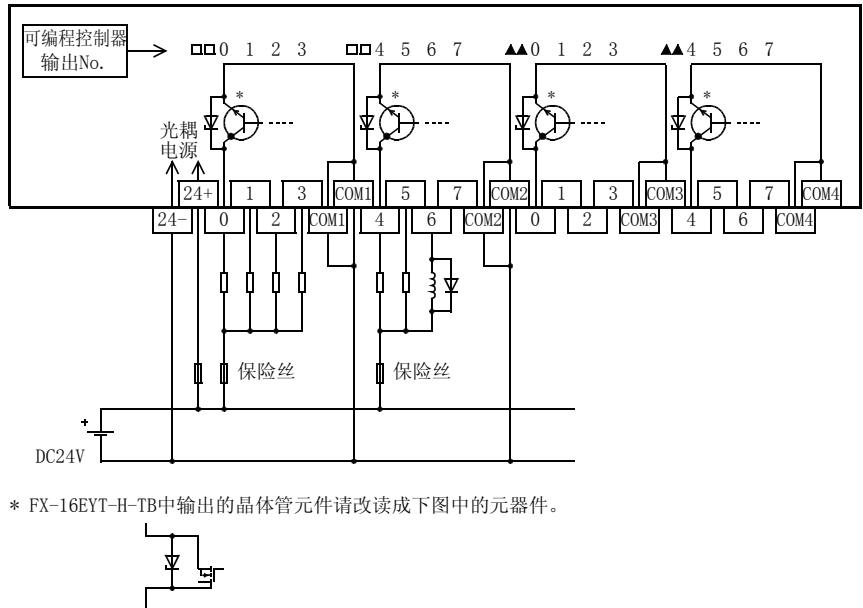 可编程控制器
输出No.
□□0 1 2 3
□□4 5 6 7
▲▲0 1 2 3
▲▲4 5 6 7
* * * *
光耦
电源
24+ 1 3 COM1 5 7 COM2 1 3 COM3 5 7 COM4
24- 0 2 COM1 4 6 COM2 0 2 COM3 4 6 COM4
保险丝 保险丝
+
DC24V
* FX-16EYT-H-TB中输出的晶体管元件请改读成下图中的元器件。